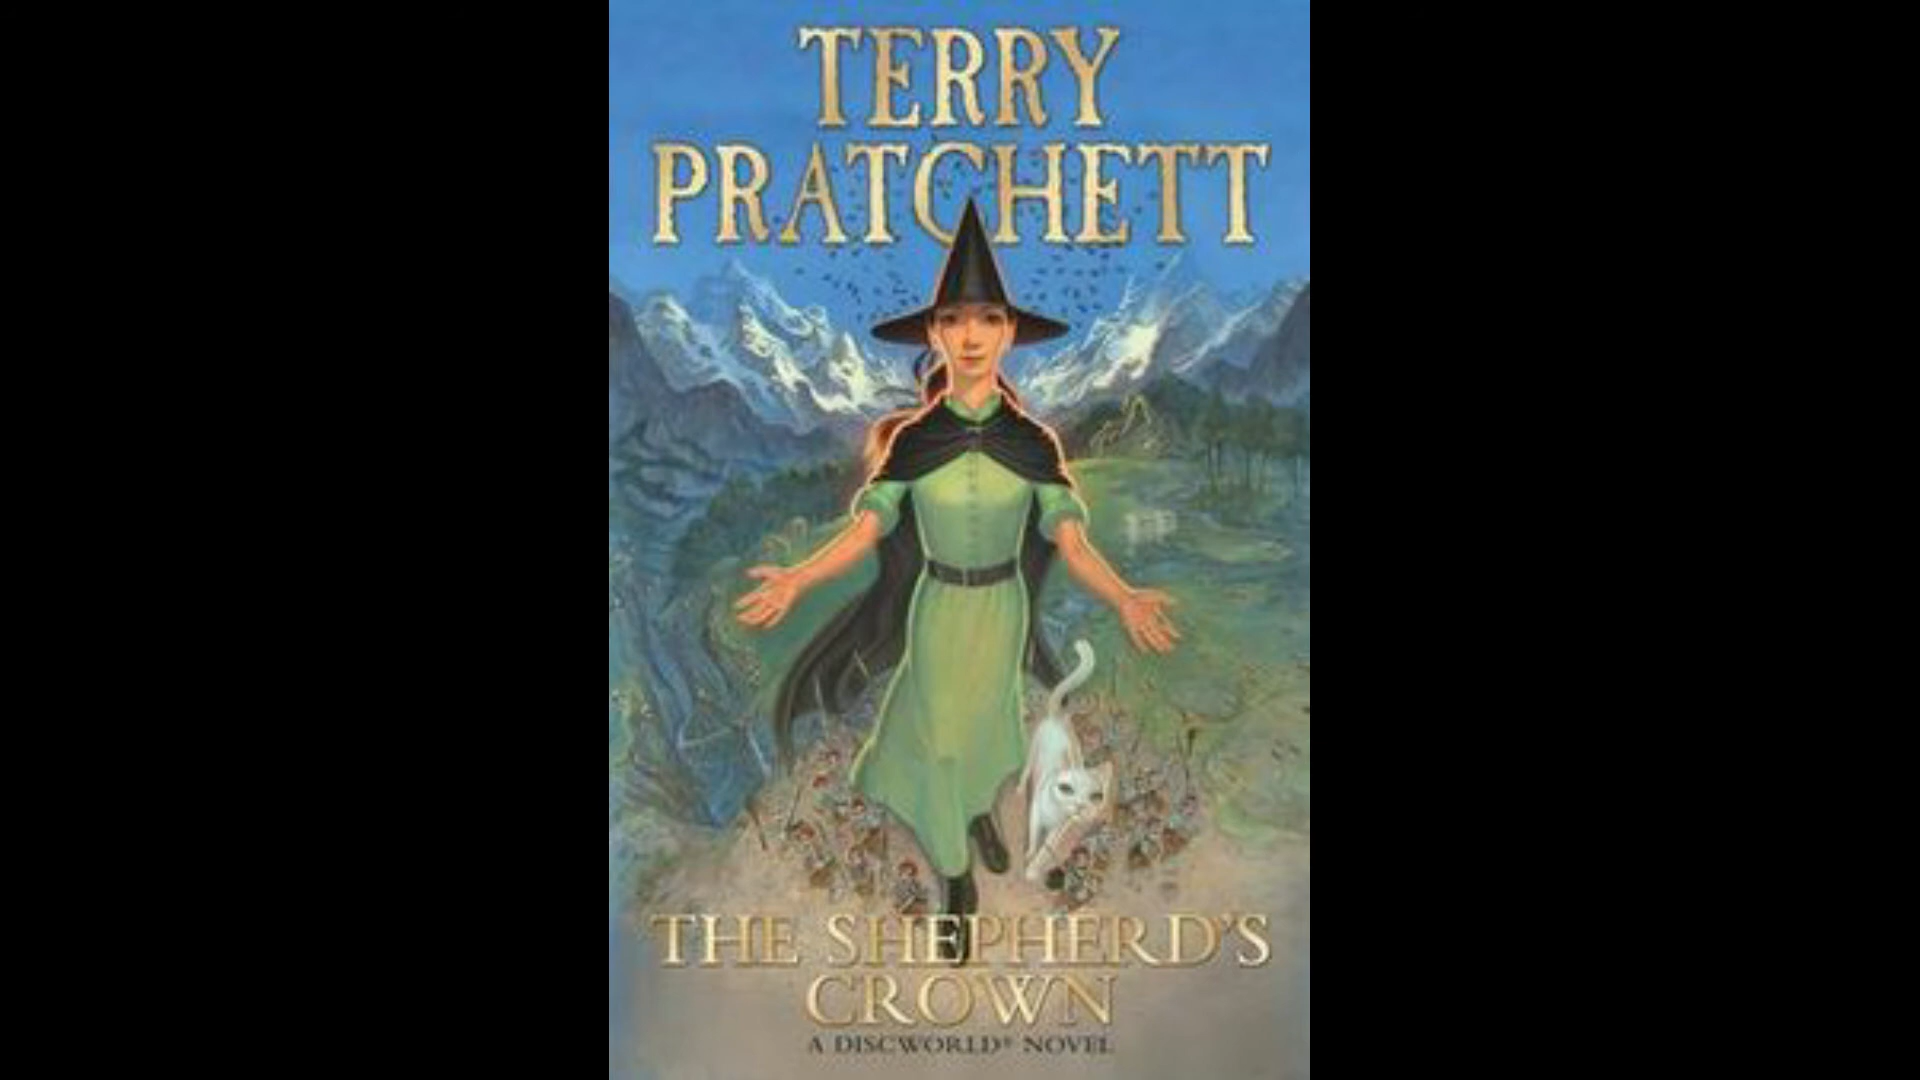 TERRY
PRATCHETT
THE SHEPHERD'S
CROWN
A DISCWORLD® NOVEL